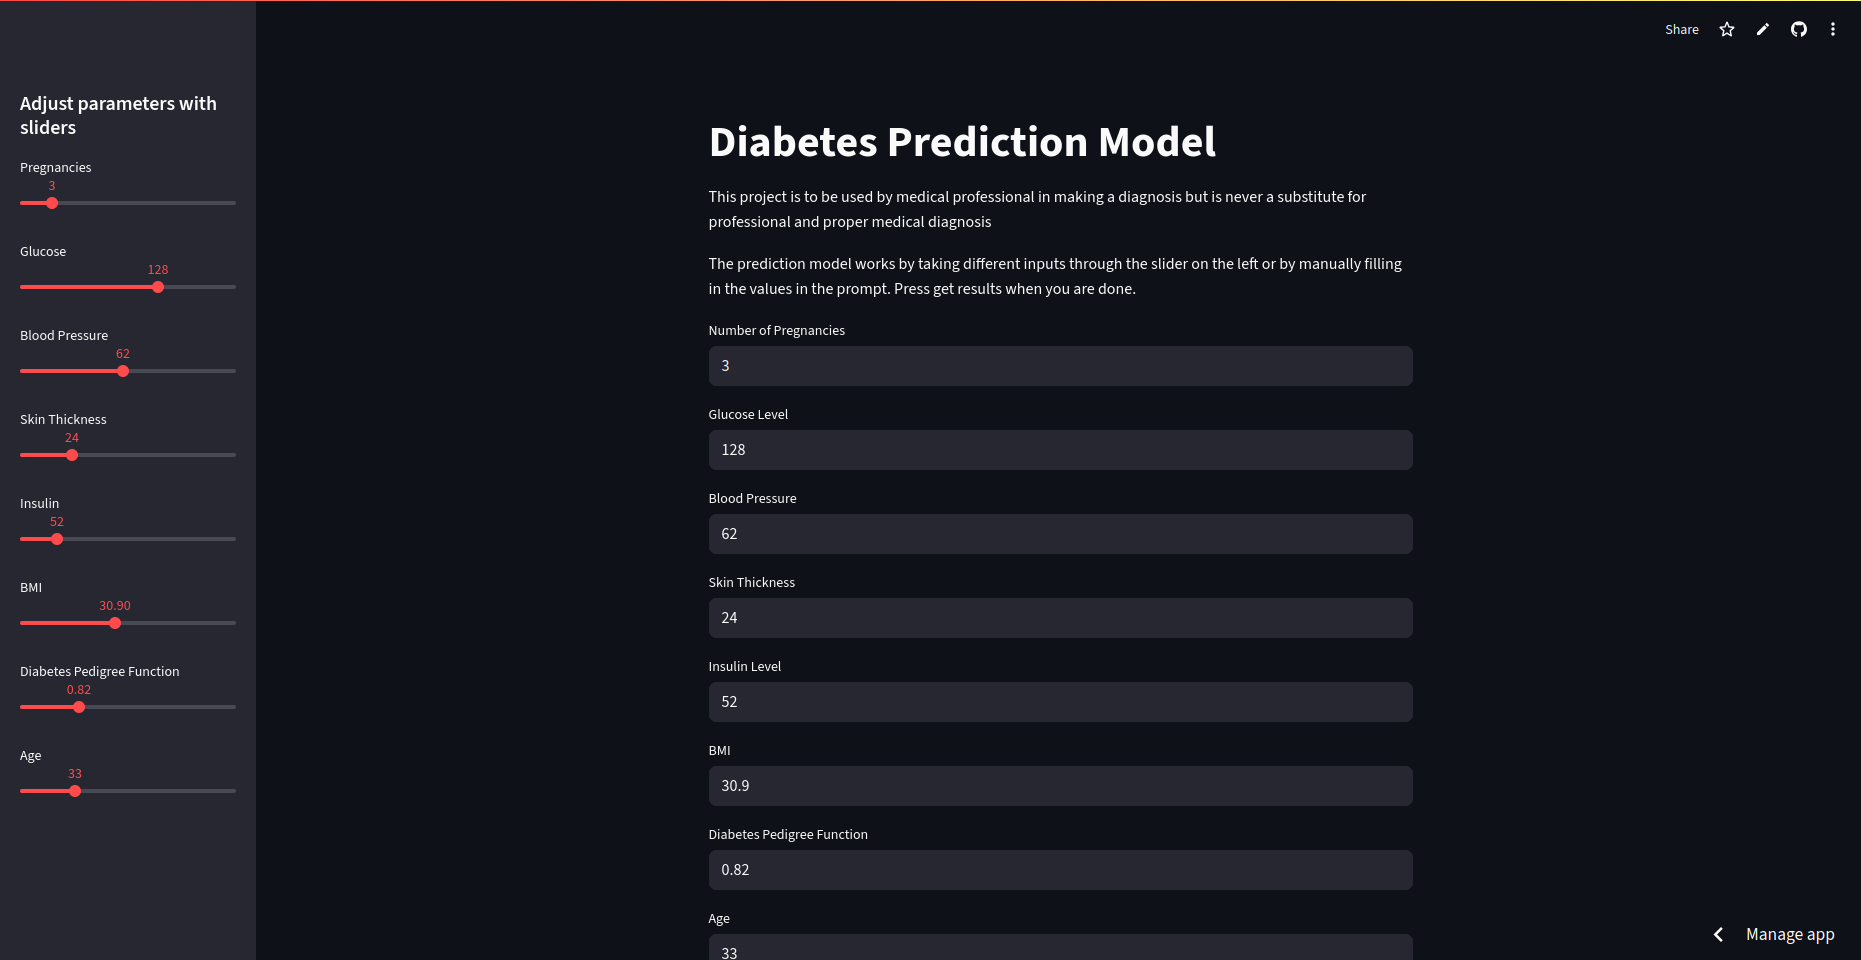 Share
Adjust parameters with
sliders
Pregnancies
3
Glucose
128
Blood Pressure
62
Skin Thickness
24
Insulin
52
BMI
30.90
Diabetes Pedigree Function
0.82
Age
33
Diabetes Prediction Model
This project is to be used by medical professional in making a diagnosis but is never a substitute for
professional and proper medical diagnosis
The prediction model works by taking different inputs through the slider on the left or by manually filling
in the values in the prompt. Press get results when you are done.
Number of Pregnancies
3
Glucose Level
128
Blood Pressure
62
Skin Thickness
24
Insulin Level
52
BMI
30.9
Diabetes Pedigree Function
0.82
Age
33
Manage app